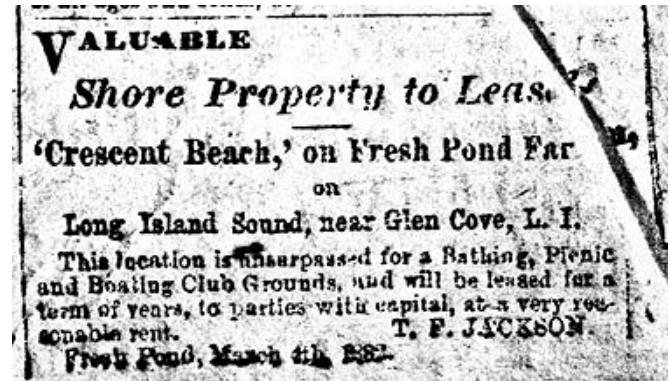 VALUABLE
Shore Property to Leas
'Crescent Beach,' on Fresh Pond Far
on
Long Island Sound, near Glen Cove, L. I.
This location is unsurpassed for a Bathing, Picnic
and Boating Club Grounds, and will be leased for a
term of years, to parties with capital, at a very rea-
sonable rent. T. F. JACKSON.
Fresh Pond, March 4th,